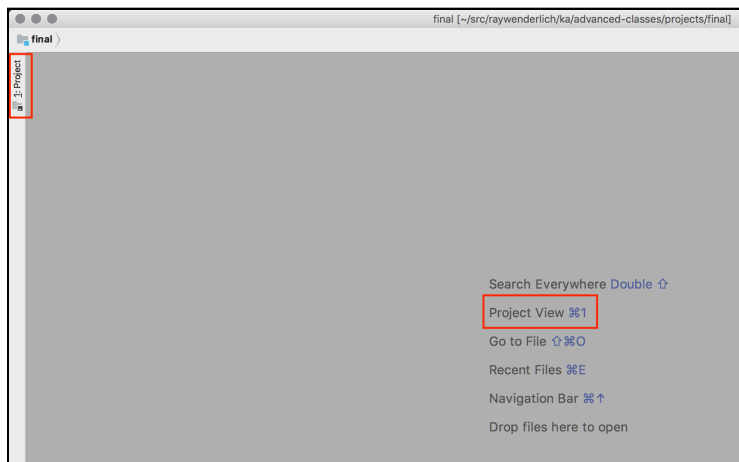 final [~/src/raywenderlich/ka/advanced-classes/projects/final]
final
1: Project
Search Everywhere Double ⇧
Project View ⌘1
Go to File ⇧⌘O
Recent Files ⌘E
Navigation Bar ⌘↑
Drop files here to open